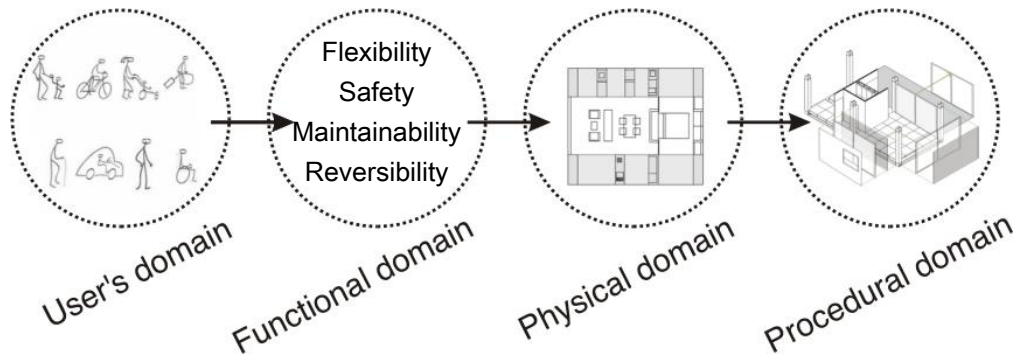 Flexibility
Safety
Maintainability
Reversibility
User's domain
Functional domain
Physical domain
Procedural domain